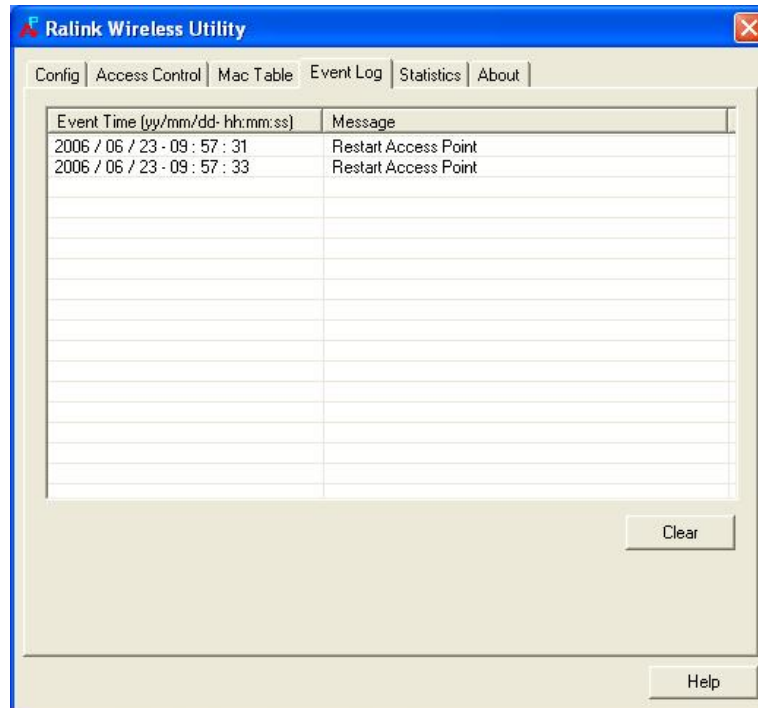 Ralink Wireless Utility
Config Access Control Mac Table Event Log Statistics About
Event Time (yy/mm/dd- hh:mm:ss) Message
2006 / 06 / 23 - 09 : 57 : 31 Restart Access Point
2006 / 06 / 23 - 09 : 57 : 33 Restart Access Point
Clear
Help